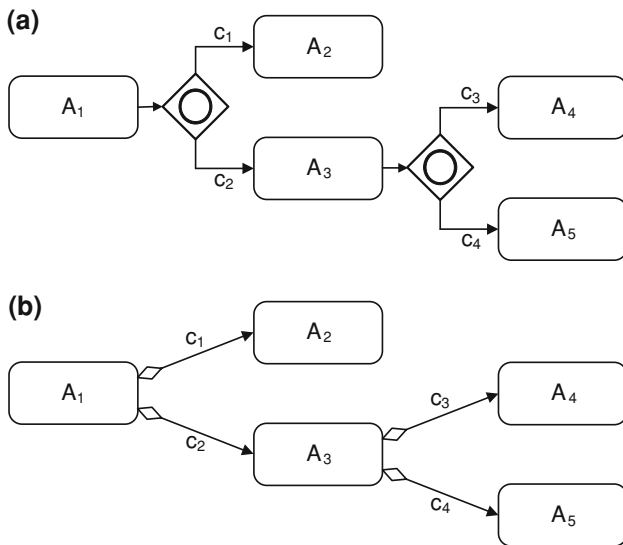 (a)
c₁
A₂
A₁
c₃
A₄
c₂
A₃
c₄
A₅
(b)
c₁
A₂
A₁
c₃
A₄
c₂
A₃
c₄
A₅